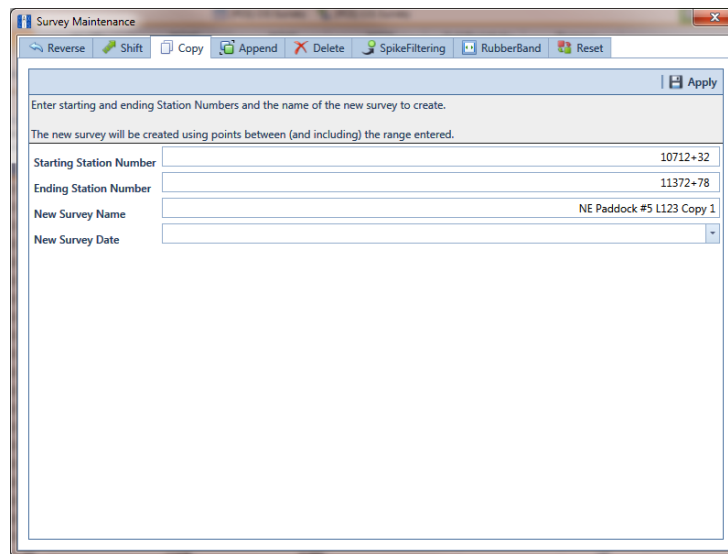 Survey Maintenance
Reverse Shift Copy Append Delete SpikeFiltering RubberBand Reset
Apply
Enter starting and ending Station Numbers and the name of the new survey to create.
The new survey will be created using points between (and including) the range entered.
Starting Station Number 10712+32
Ending Station Number 11372+78
New Survey Name NE Paddock #5 L123 Copy 1
New Survey Date